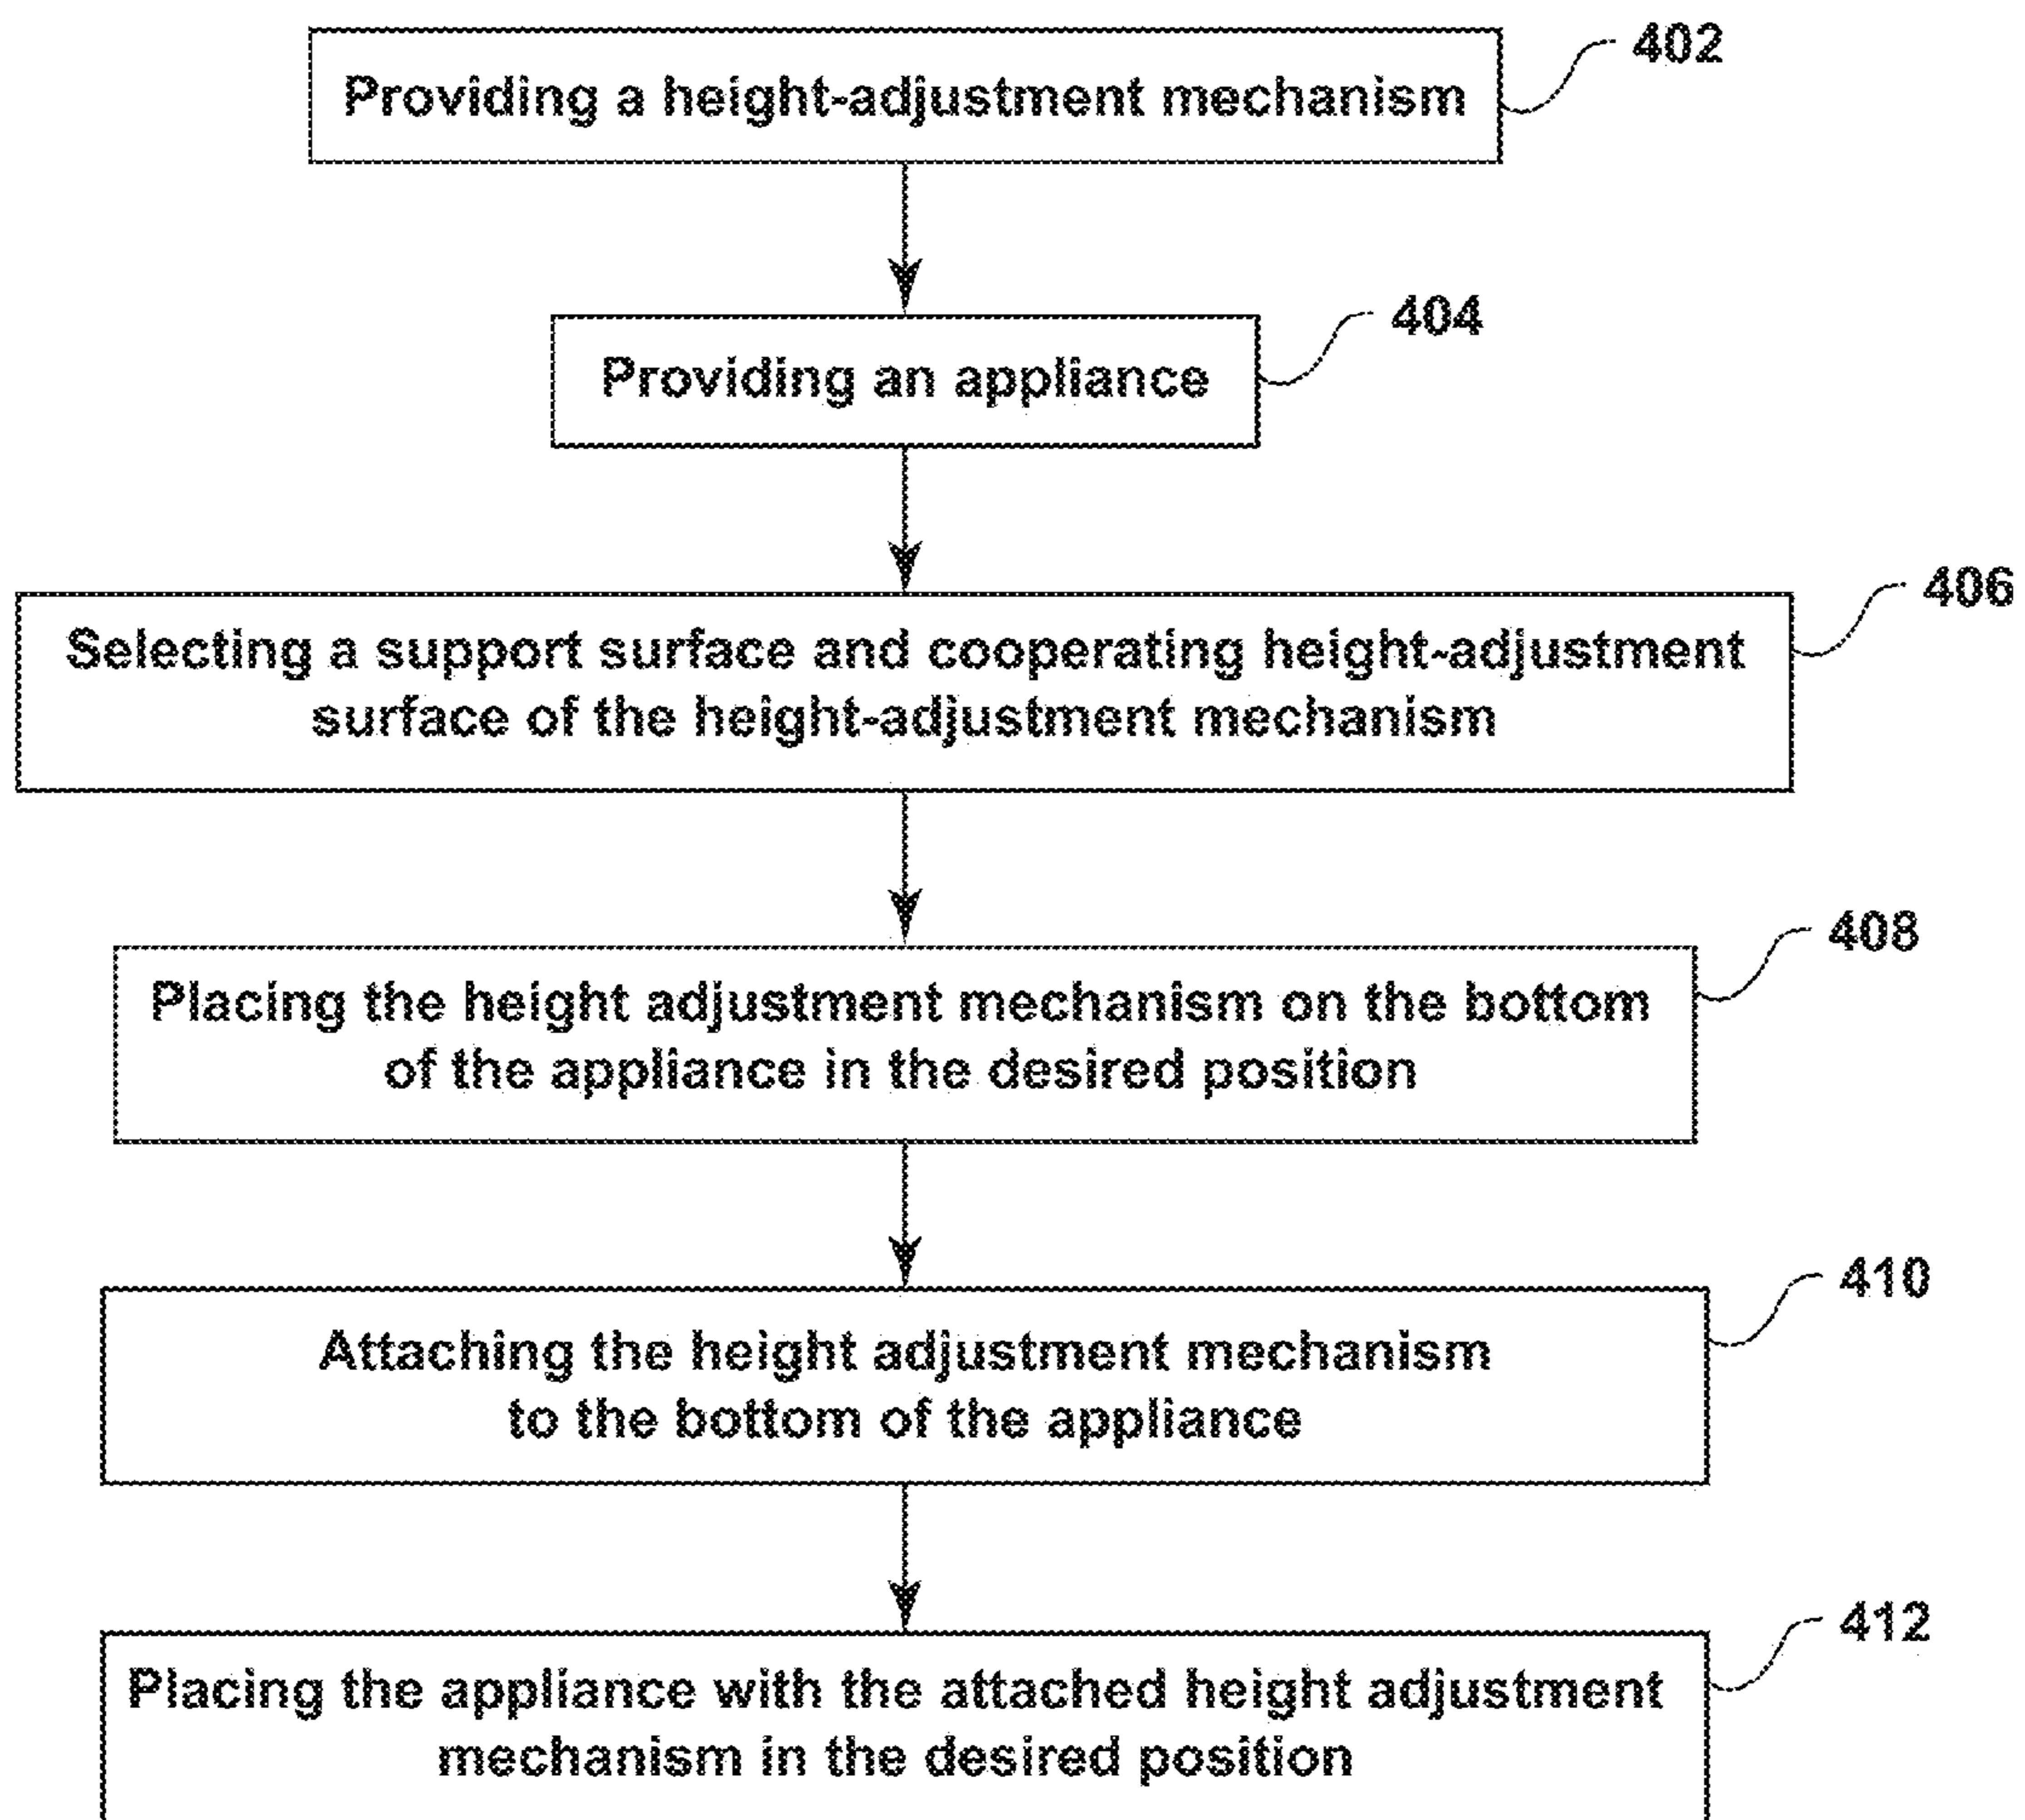 402
Providing a height-adjustment mechanism
404
Providing an appliance
406
Selecting a support surface and cooperating height-adjustment
surface of the height-adjustment mechanism
408
Placing the height adjustment mechanism on the bottom
of the appliance in the desired position
410
Attaching the height adjustment mechanism
to the bottom of the appliance
412
Placing the appliance with the attached height adjustment
mechanism in the desired position